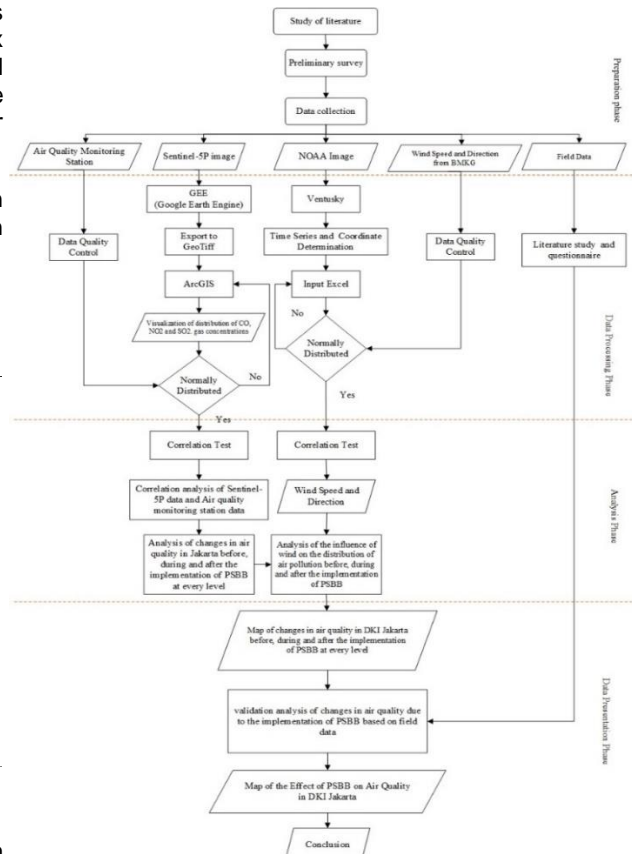 Study of literature
Preliminary survey
Data collection
Preparation phase
Air Quality Monitoring
Station
Sentinel-5P image
NOAA Image
Wind Speed and Direction
from BMKG
Field Data
GEE
(Google Earth Engine)
Ventusky
Data Quality
Control
Export to
GeoTiff
Time Series and Coordinate
Determination
Data Quality
Control
Literature study and
questionnaire
ArcGIS
Input Excel
Visualization of distribution of CO,
NO2 and SO2. gas concentrations
No
Normally
Distributed
Data Processing Phase
Normally
Distributed
No
Yes
Yes
Correlation Test
Correlation Test
Correlation analysis of Sentinel-
5P data and Air quality
monitoring station data
Wind Speed and
Direction
Analysis Phase
Analysis of changes in air
quality in Jakarta before,
during and after the
implementation of PSBB
at every level
Analysis of the influence of
wind on the distribution of
air pollution before, during
and after the implementation
of PSBB
Map of changes in air quality in DKI Jakarta
before, during and after the implementation
of PSBB at every level
Data Presentation Phase
validation analysis of changes in air quality due
to the implementation of PSBB based on field
data
Map of the Effect of PSBB on Air Quality
in DKI Jakarta
Conclusion